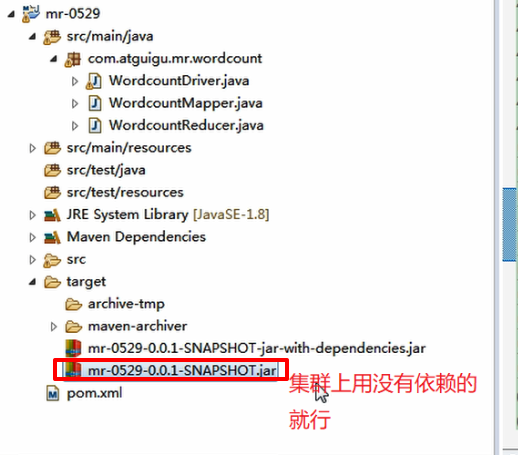 mr-0529
src/main/java
com.atguigu.mr.wordcount
WordcountDriver.java
WordcountMapper.java
WordcountReducer.java
src/main/resources
src/test/java
src/test/resources
JRE System Library [JavaSE-1.8]
Maven Dependencies
src
target
archive-tmp
maven-archiver
mr-0529-0.0.1-SNAPSHOT-jar-with-dependencies.jar
mr-0529-0.0.1-SNAPSHOT.jar
集群上用没有依赖的
就行
pom.xml